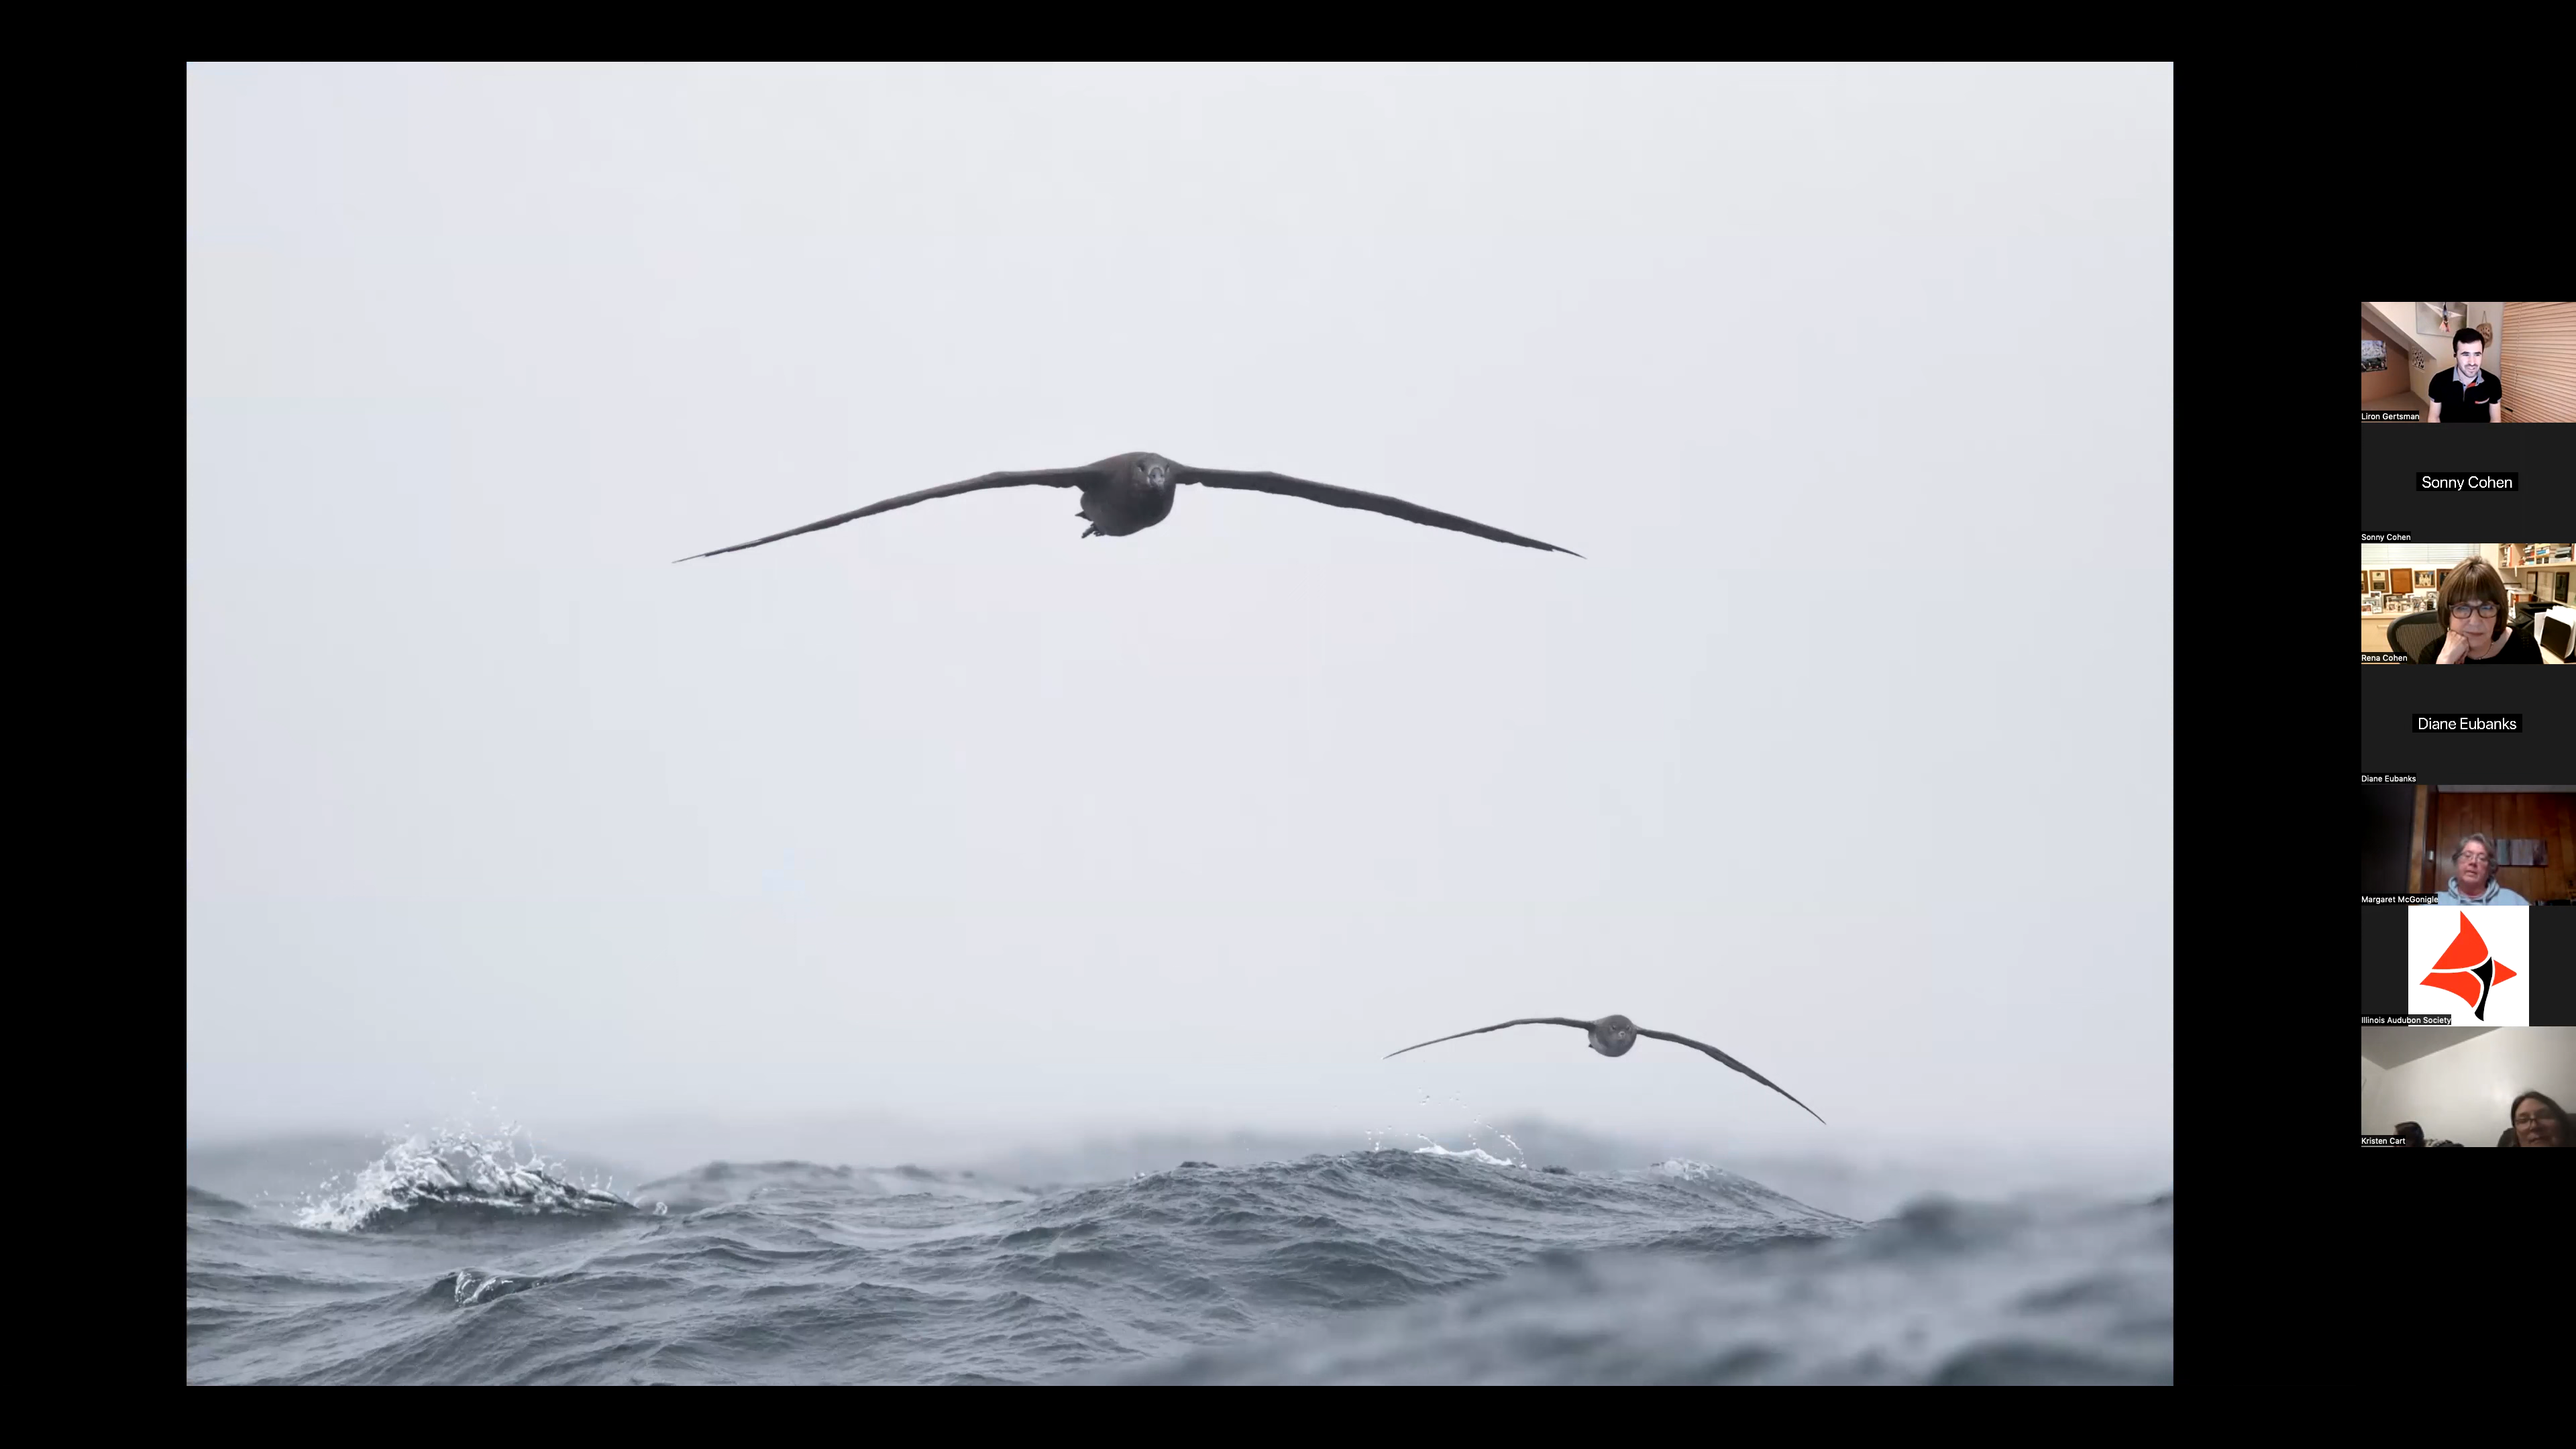 Liron Gertsman
Sonny Cohen
Sonny Cohen
Rena Cohen
Diane Eubanks
Diane Eubanks
Margaret McGonigle
Illinois Audubon Society
Kristen Cart